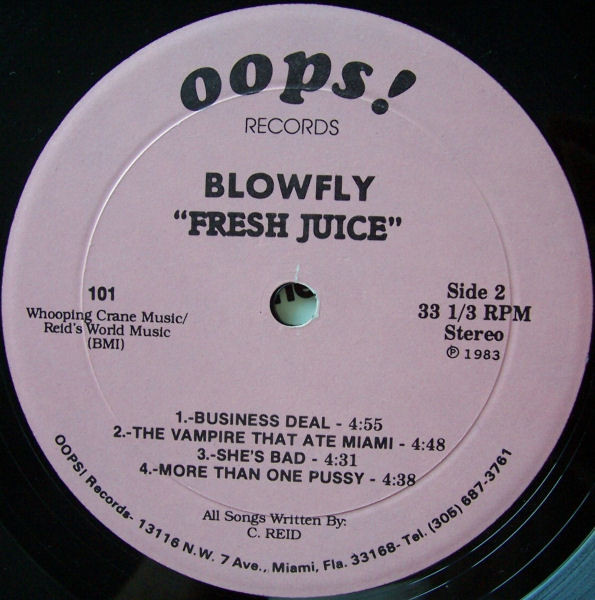 oops!
RECORDS
BLOWFLY
"FRESH JUICE"
101
Whooping Crane Music/
Reid's World Music
(BMI)
Side 2
33 1/3 RPM
Stereo
℗ 1983
1.-BUSINESS DEAL - 4:55
2.-THE VAMPIRE THAT ATE MIAMI - 4:48
3.-SHE'S BAD - 4:31
4.-MORE THAN ONE PUSSY - 4:38
All Songs Written By:
C. REID
OOPS! Records- 13116 N.W. 7 Ave., Miami, Fla. 33168- Tel. (305) 687-3761